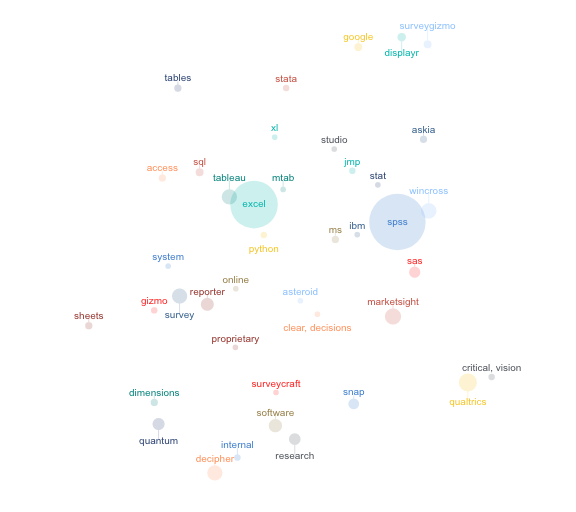 surveygizmo
google
displayr
tables
stata
xl
askia
studio
sql
jmp
access
tableau
mtab
stat
wincross
excel
spss
ms
ibm
python
system
sas
online
reporter
asteroid
gizmo
marketsight
survey
sheets
clear, decisions
proprietary
critical, vision
surveycraft
dimensions
snap
qualtrics
software
quantum
internal
research
decipher